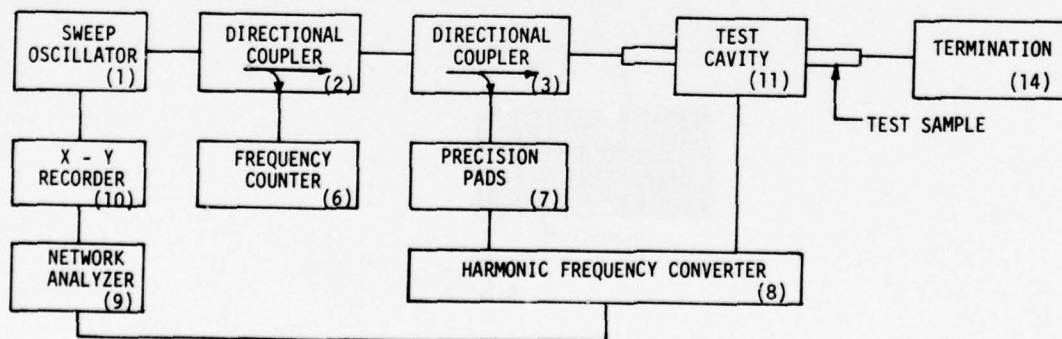 SWEEP
OSCILLATOR
(1)
DIRECTIONAL
COUPLER
(2)
DIRECTIONAL
COUPLER
(3)
TEST
CAVITY
(11)
TERMINATION
(14)
TEST SAMPLE
X - Y
RECORDER
(10)
FREQUENCY
COUNTER
(6)
PRECISION
PADS
(7)
NETWORK
ANALYZER
(9)
HARMONIC FREQUENCY CONVERTER
(8)